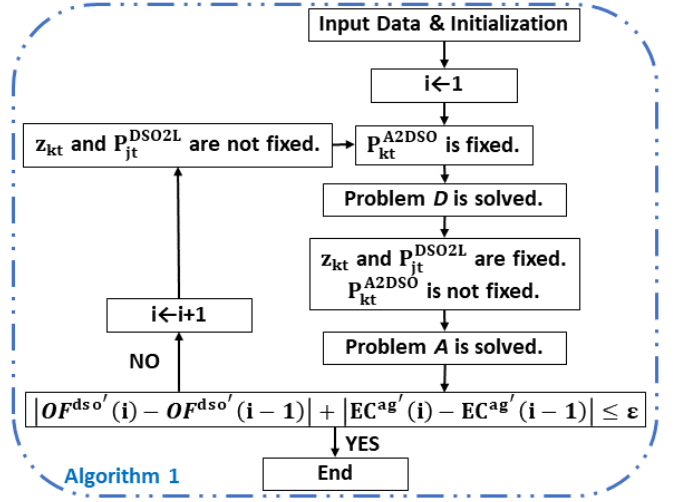 Input Data & Initialization
i←1
z_kt and P_jt^DSO2L are not fixed.
P_kt^A2DSO is fixed.
Problem D is solved.
z_kt and P_jt^DSO2L are fixed.
P_kt^A2DSO is not fixed.
i←i+1
Problem A is solved.
NO
|OF^dso′(i) − OF^dso′(i − 1)| + |EC^ag′(i) − EC^ag′(i − 1)| ≤ ε
YES
End
Algorithm 1